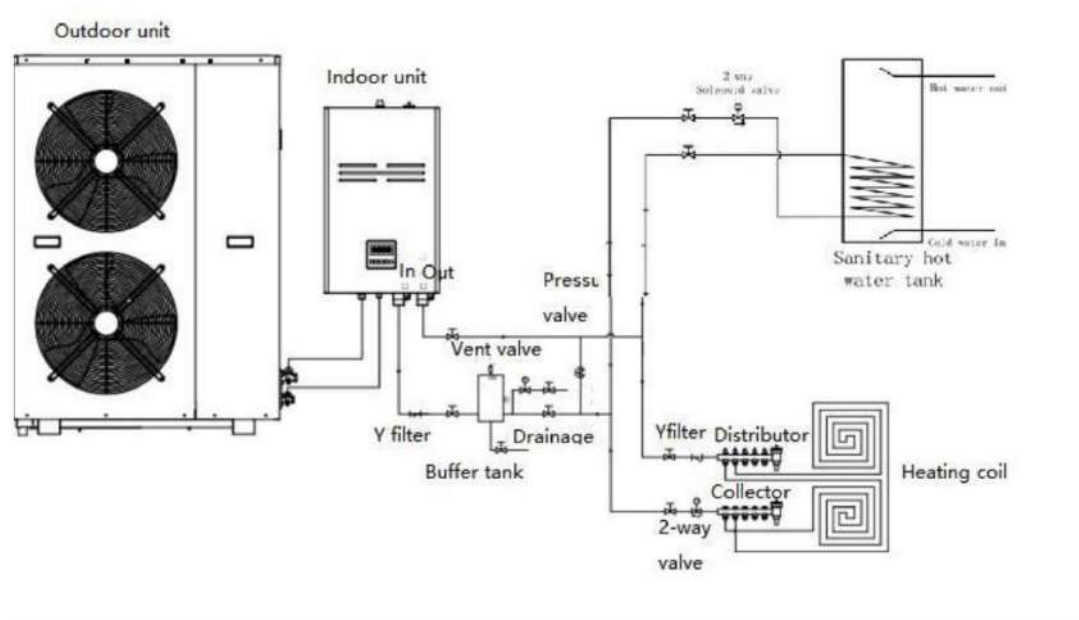 Outdoor unit
Indoor unit
2 way
Solenoid valve
Hot water out
In Out
Cold water In
Sanitary hot
water tank
Pressu
valve
Vent valve
Y filter
Drainage
Yfilter
Distributor
Buffer tank
Heating coil
Collector
2-way
valve